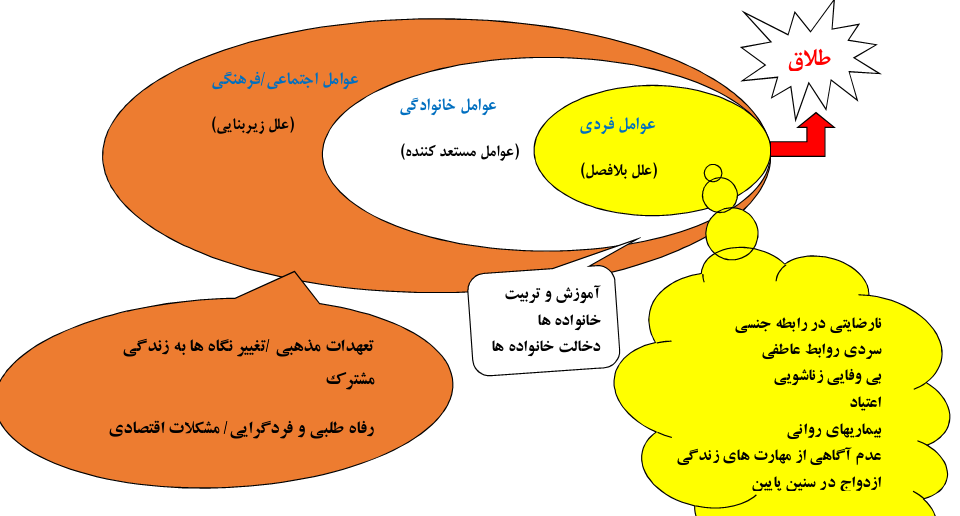 طلاق
عوامل اجتماعی/فرهنگی
(علل زیربنایی)
عوامل خانوادگی
(عوامل مستعد کننده)
عوامل فردی
(علل بلافصل)
آموزش و تربیت
خانواده ها
دخالت خانواده ها
تعهدات مذهبی /تغییر نگاه ها به زندگی
مشترک
رفاه طلبی و فردگرایی/ مشکلات اقتصادی
نارضایتی در رابطه جنسی
سردی روابط عاطفی
بی وفایی زناشویی
اعتیاد
بیماریهای روانی
عدم آگاهی از مهارت های زندگی
ازدواج در سنین پایین